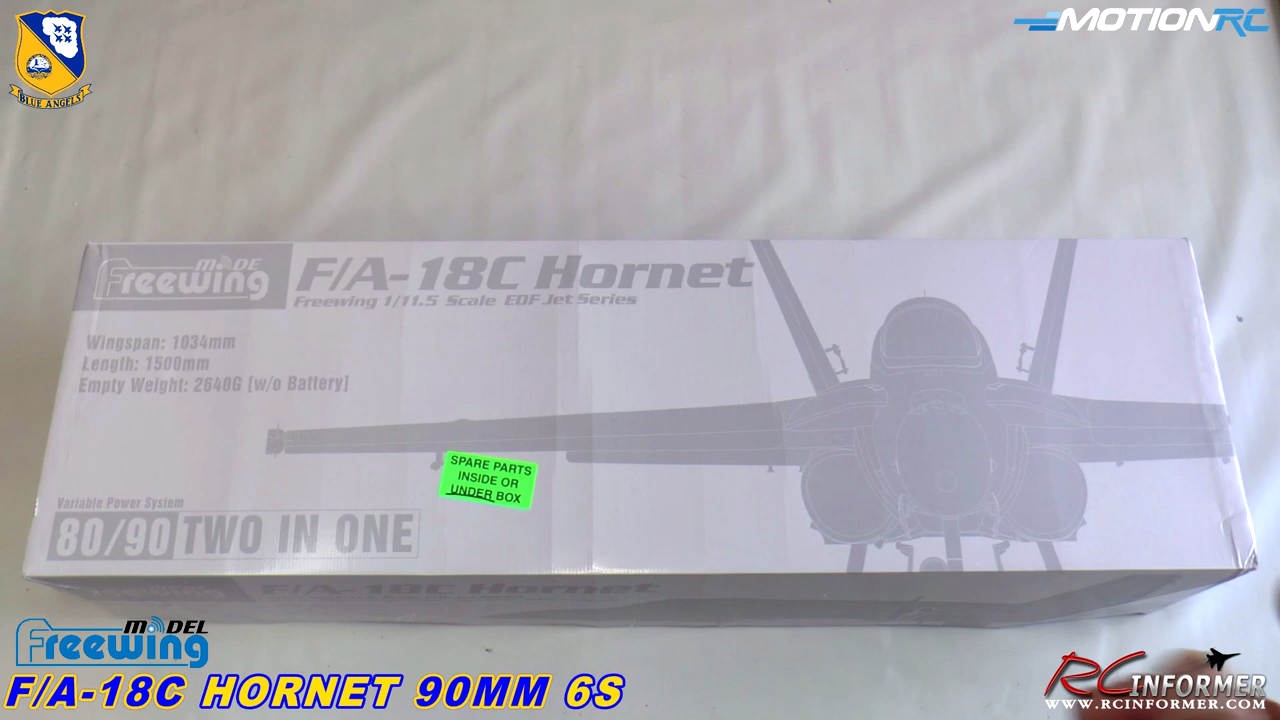 BLUE ANGELS
MOTIONRC
Freewing MODE
F/A-18C Hornet
Freewing 1/11.5 Scale EDF Jet Series
Wingspan: 1034mm
Length: 1500mm
Empty Weight: 2640G [w/o Battery]
SPARE PARTS
INSIDE OR
UNDER BOX
Variable Power System
80/90 TWO IN ONE
Freewing
F/A-18C Hornet
Freewing MODEL
F/A-18C HORNET 90MM 6S
RCINFORMER
WWW.RCINFORMER.COM